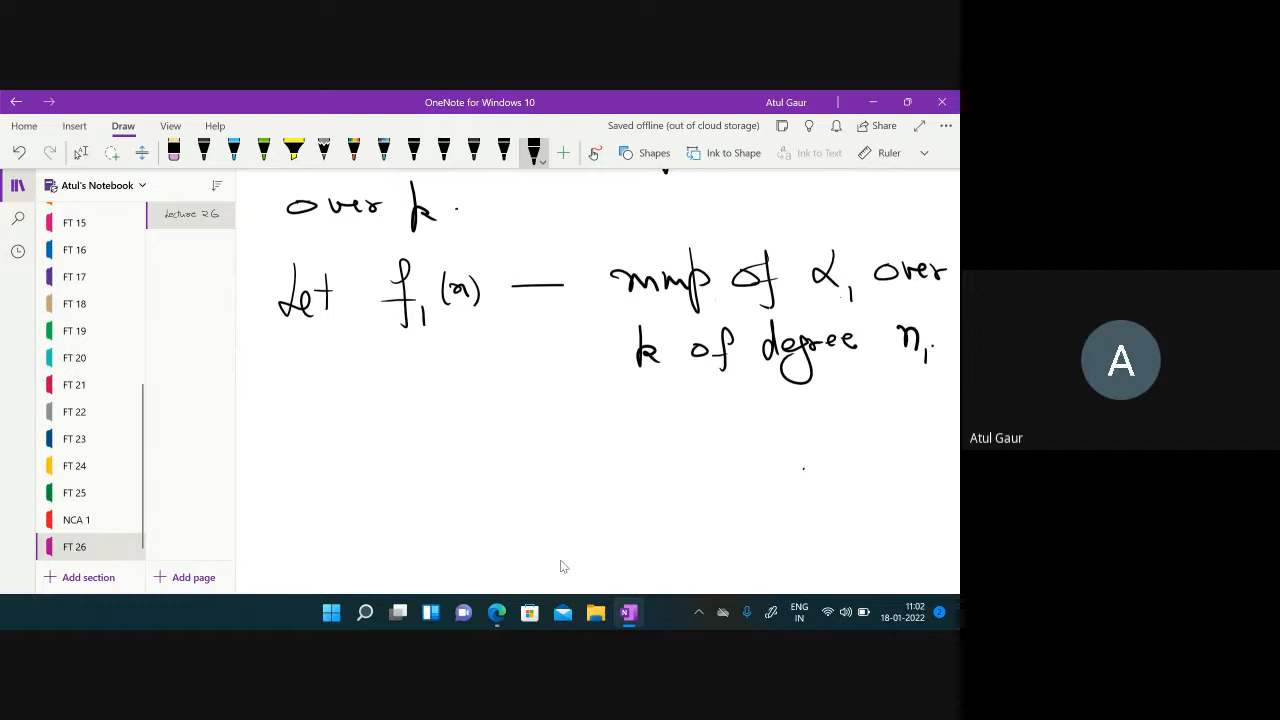 OneNote for Windows 10
Atul Gaur
Home Insert Draw View Help
Saved offline (out of cloud storage)
Share
Shapes
Ink to Shape
Ink to Text
Ruler
Atul's Notebook
FT 15
FT 16
FT 17
FT 18
FT 19
FT 20
FT 21
FT 22
FT 23
FT 24
FT 25
NCA 1
FT 26
Add section
Lecture 26
Add page
over k.
Let f₁(x) — mmp of α₁ over
k of degree n₁.
ENG
IN
11:02
18-01-2022
2
A
Atul Gaur